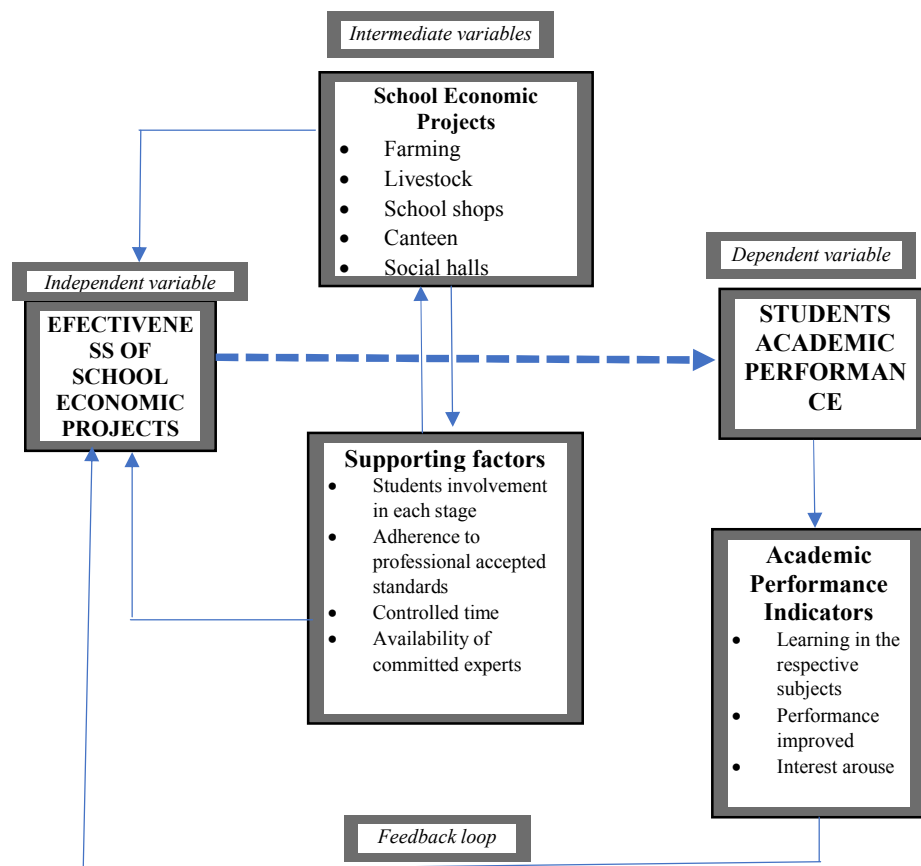 Intermediate variables
School Economic
Projects
• Farming
• Livestock
• School shops
• Canteen
• Social halls
Independent variable
EFECTIVENE
SS OF
SCHOOL
ECONOMIC
PROJECTS
Dependent variable
STUDENTS
ACADEMIC
PERFORMAN
CE
Supporting factors
• Students involvement
in each stage
• Adherence to
professional accepted
standards
• Controlled time
• Availability of
committed experts
Academic
Performance
Indicators
• Learning in the
respective
subjects
• Performance
improved
• Interest arouse
Feedback loop